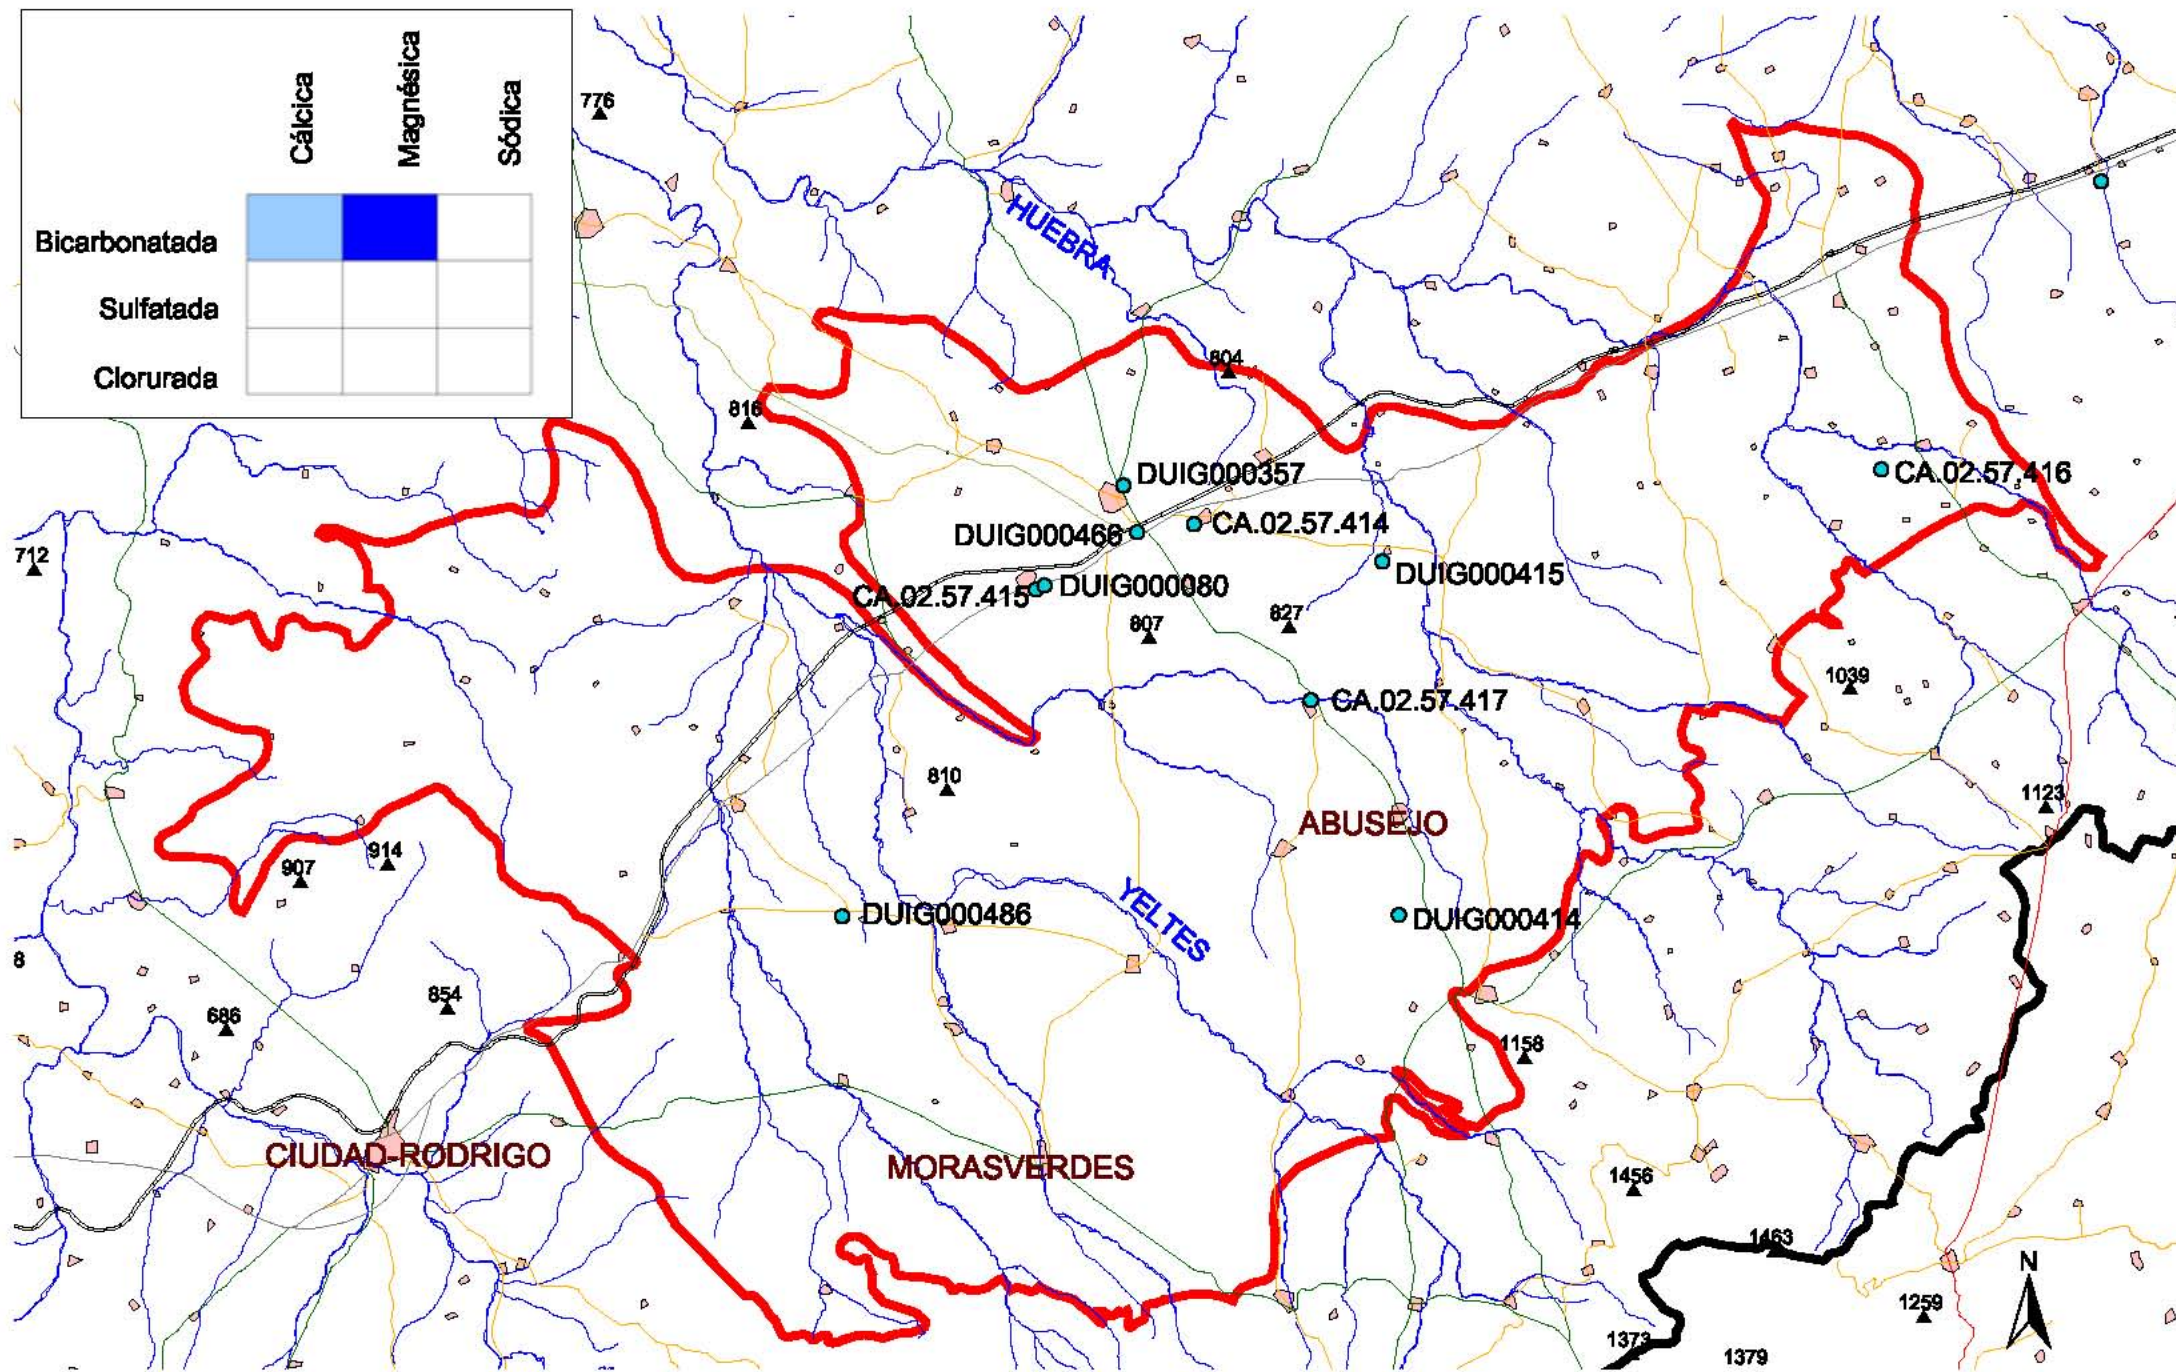 Cálcica
Magnésica
Sódica
Bicarbonatada
Sulfatada
Clorurada
776
HUEBRA
804
816
DUIG000357
CA.02.57.416
DUIG000466
CA.02.57.414
712
DUIG000415
CA.02.57.415
DUIG000080
807
827
1039
CA.02.57.417
810
1123
ABUSEJO
914
907
YELTES
DUIG000486
DUIG000414
8
854
686
1158
CIUDAD-RODRIGO
MORASVERDES
1456
1463
N
1259
1373
1379